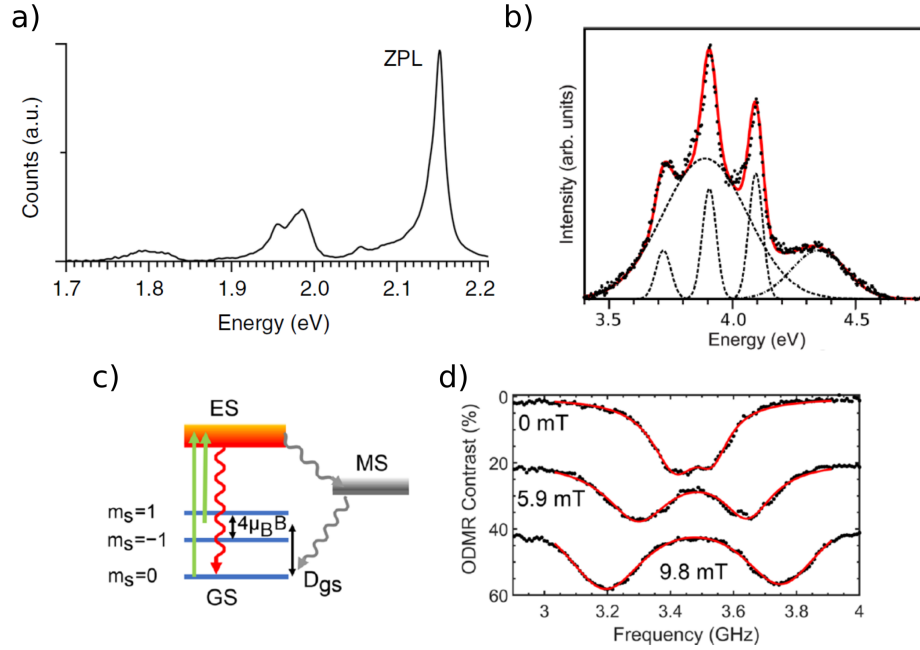 a)
ZPL
Counts (a.u.)
1.7 1.8 1.9 2.0 2.1 2.2
Energy (eV)
b)
Intensity (arb. units)
3.5 4.0 4.5
Energy (eV)
c)
ES
MS
mS=1
4μBB
mS=−1
mS=0
Dgs
GS
d)
ODMR Contrast (%)
0
20
40
60
0 mT
5.9 mT
9.8 mT
3 3.2 3.4 3.6 3.8 4
Frequency (GHz)